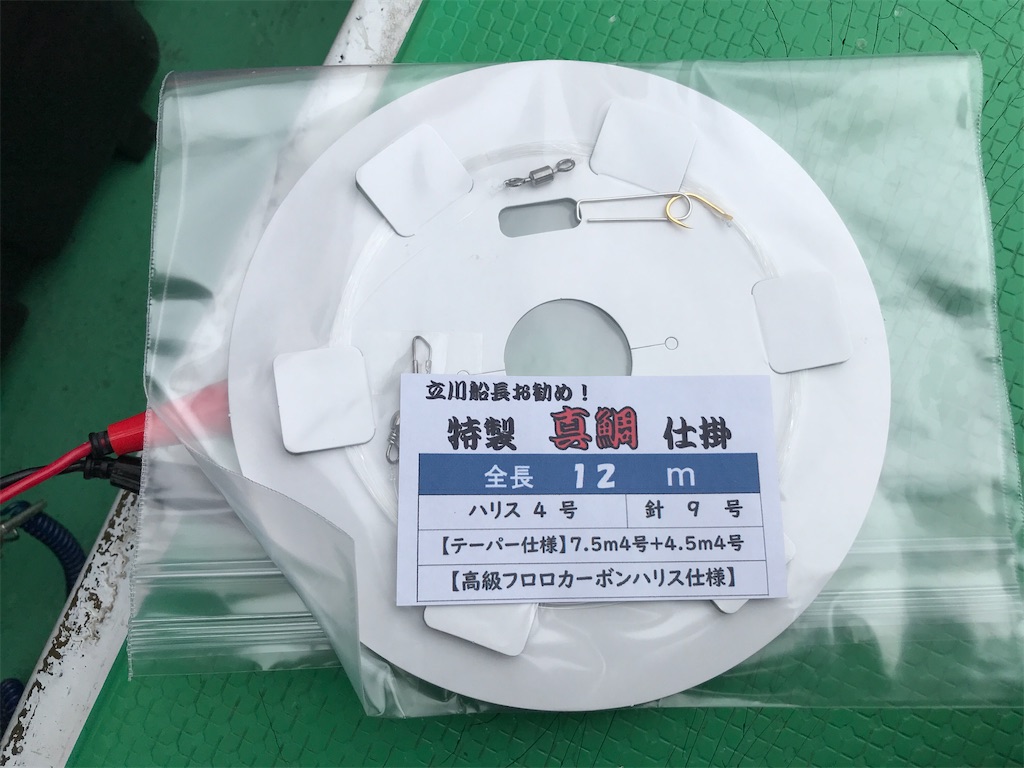 立川船長お勧め！
特製 真鯛 仕掛
全長 12 m
ハリス 4 号 針 9 号
【テーパー仕様】7.5m4号+4.5m4号
【高級フロロカーボンハリス仕様】